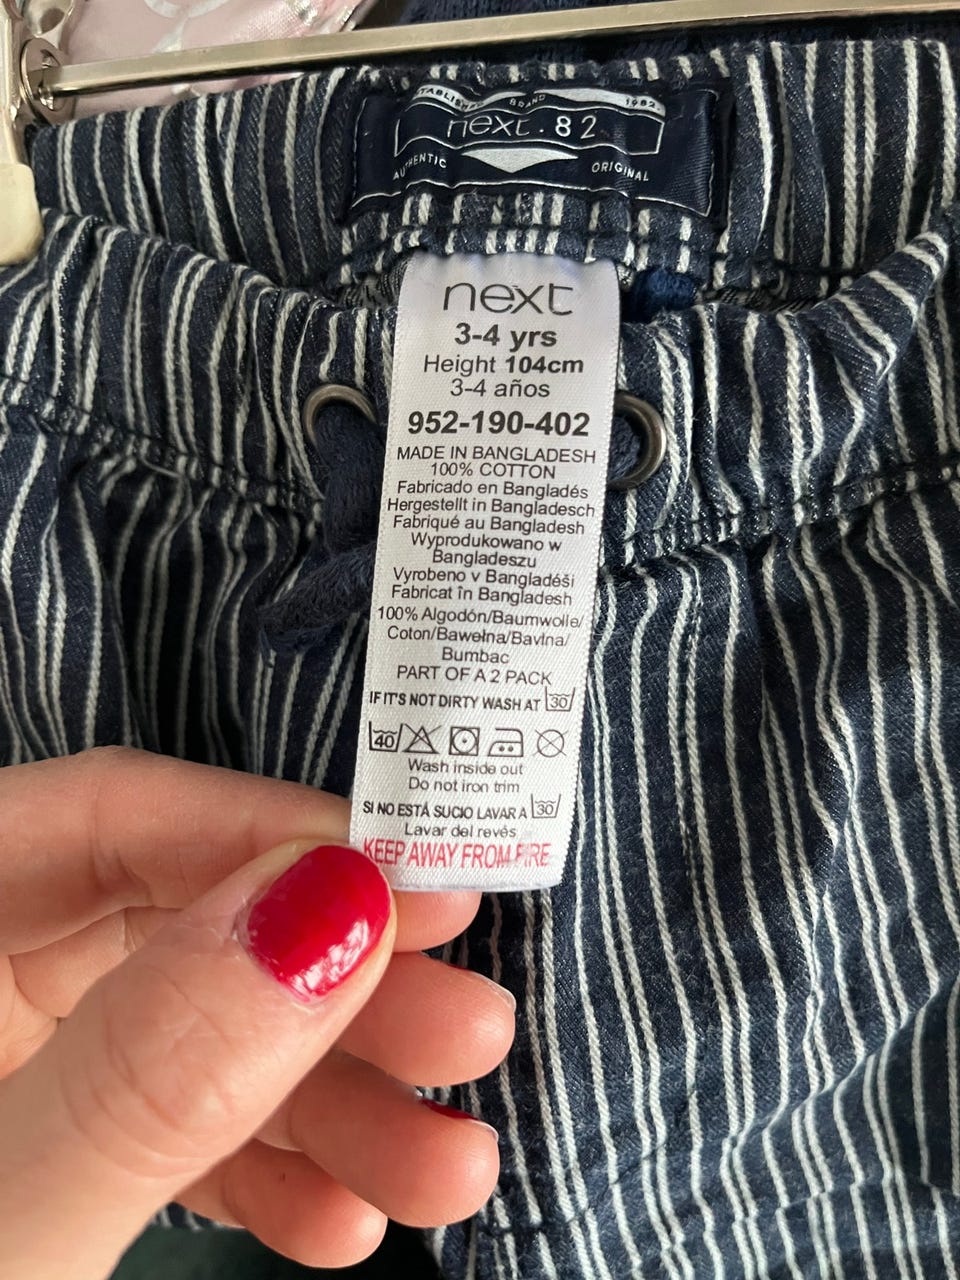 ESTABLISHED BRAND 1982
next.82
AUTHENTIC ORIGINAL
next
3-4 yrs
Height 104cm
3-4 años
952-190-402
MADE IN BANGLADESH
100% COTTON
Fabricado en Bangladés
Hergestellt in Bangladesch
Fabriqué au Bangladesh
Wyprodukowano w
Bangladeszu
Vyrobeno v Bangladéši
Fabricat în Bangladesh
100% Algodón/Baumwolle/
Coton/Bawełna/Bavlna/
Bumbac
PART OF A 2 PACK
IF IT'S NOT DIRTY WASH AT 30
40
Wash inside out
Do not iron trim
SI NO ESTÁ SUCIO LAVAR A 30
Lavar del revés
KEEP AWAY FROM FIRE